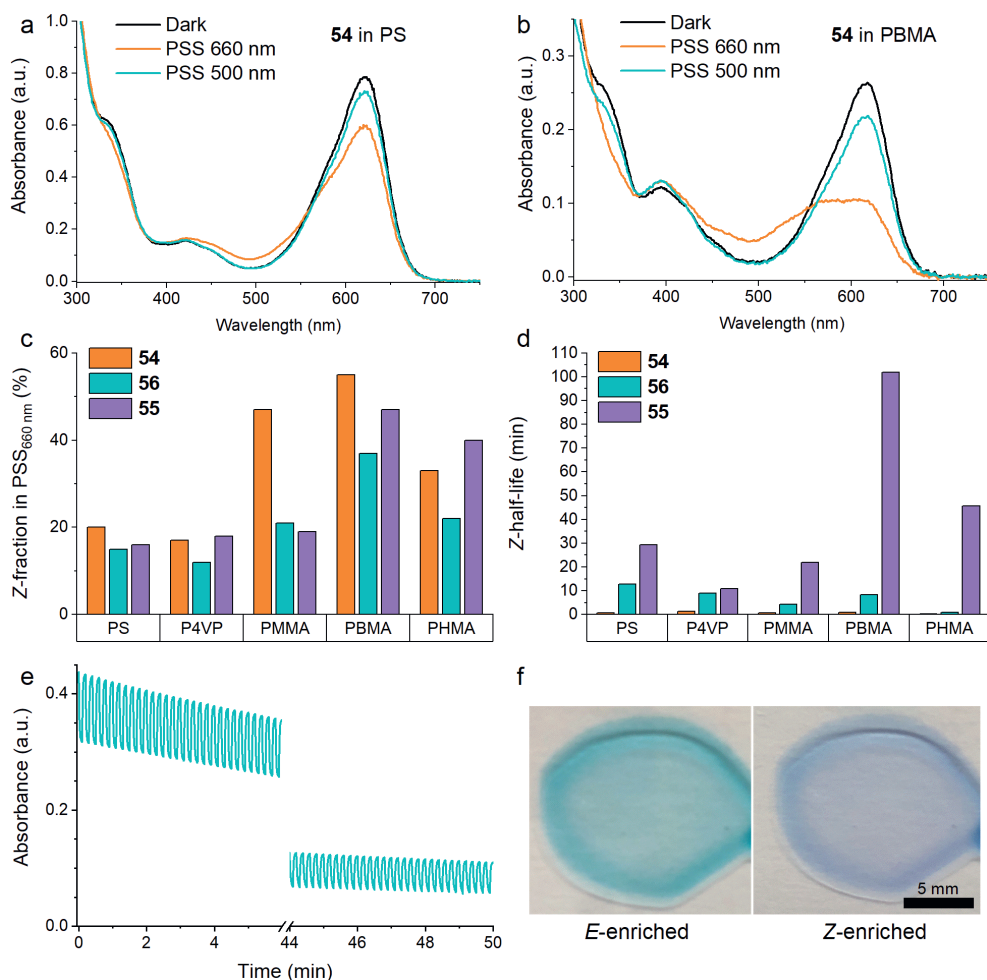 a
Dark
PSS 660 nm
PSS 500 nm
54 in PS
Absorbance (a.u.)
1.0
0.8
0.6
0.4
0.2
0.0
300 400 500 600 700
Wavelength (nm)
b
Dark
PSS 660 nm
PSS 500 nm
54 in PBMA
Absorbance (a.u.)
0.3
0.2
0.1
0.0
300 400 500 600 700
Wavelength (nm)
c
54
56
55
Z-fraction in PSS660 nm (%)
60
40
20
0
PS P4VP PMMA PBMA PHMA
d
54
56
55
Z-half-life (min)
110
100
90
80
70
60
50
40
30
20
10
0
PS P4VP PMMA PBMA PHMA
e
Absorbance (a.u.)
0.4
0.2
0.0
0 2 4 44 46 48 50
Time (min)
f
5 mm
E-enriched Z-enriched